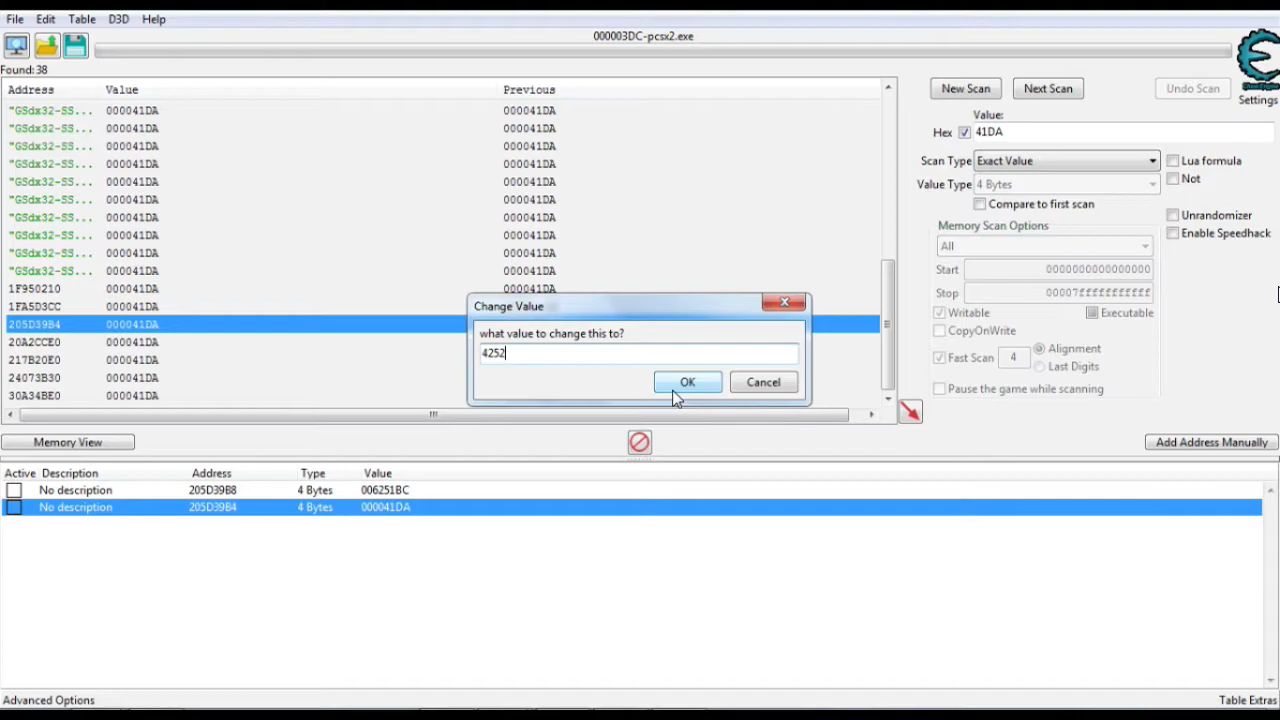 File Edit Table D3D Help
000003DC-pcsx2.exe
Found: 38
Settings
Address Value Previous
"GSdx32-SS... 000041DA 000041DA
"GSdx32-SS... 000041DA 000041DA
"GSdx32-SS... 000041DA 000041DA
"GSdx32-SS... 000041DA 000041DA
"GSdx32-SS... 000041DA 000041DA
"GSdx32-SS... 000041DA 000041DA
"GSdx32-SS... 000041DA 000041DA
"GSdx32-SS... 000041DA 000041DA
"GSdx32-SS... 000041DA 000041DA
"GSdx32-SS... 000041DA 000041DA
1F950210 000041DA 000041DA
1FA5D3CC 000041DA
205D39B4 000041DA
20A2CCE0 000041DA
217B20E0 000041DA
24073B30 000041DA
30A34BE0 000041DA
New Scan Next Scan Undo Scan
Value:
Hex 41DA
Scan Type Exact Value Lua formula
Value Type 4 Bytes Not
Compare to first scan
Memory Scan Options Unrandomizer
All Enable Speedhack
Start 0000000000000000
Stop 00007fffffffffff
Writable Executable
CopyOnWrite
Fast Scan 4 Alignment
Last Digits
Pause the game while scanning
Change Value
what value to change this to?
4252
OK Cancel
Memory View Add Address Manually
Active Description Address Type Value
No description 205D39B8 4 Bytes 006251BC
No description 205D39B4 4 Bytes 000041DA
Advanced Options Table Extras